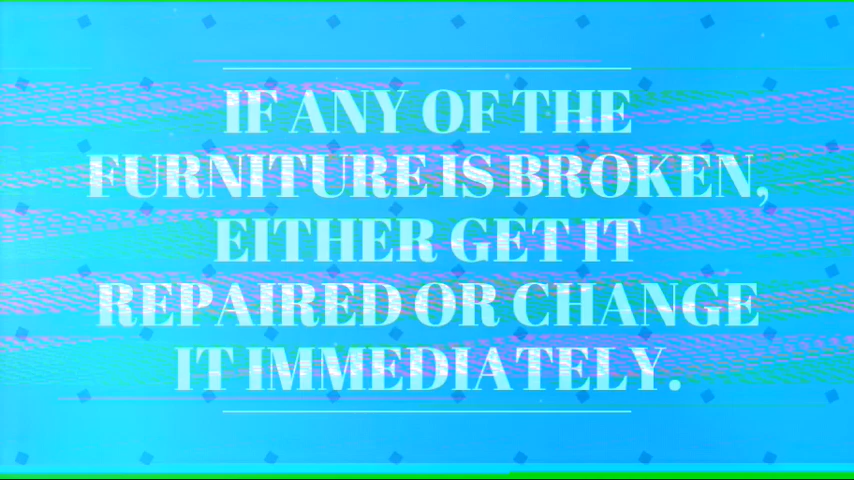 IF ANY OF THE
FURNITURE IS BROKEN,
EITHER GET IT
REPAIRED OR CHANGE
IT IMMEDIATELY.